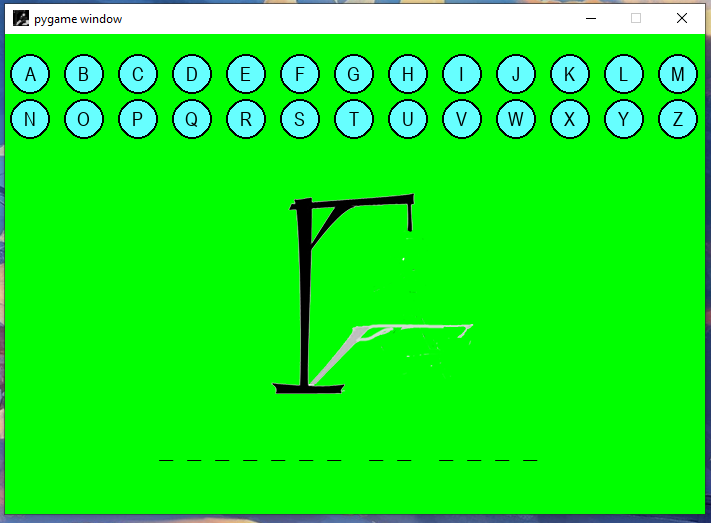 pygame window
A B C D E F G H I J K L M
N O P Q R S T U V W X Y Z
_ _ _ _ _ _ _  _ _  _ _ _ _